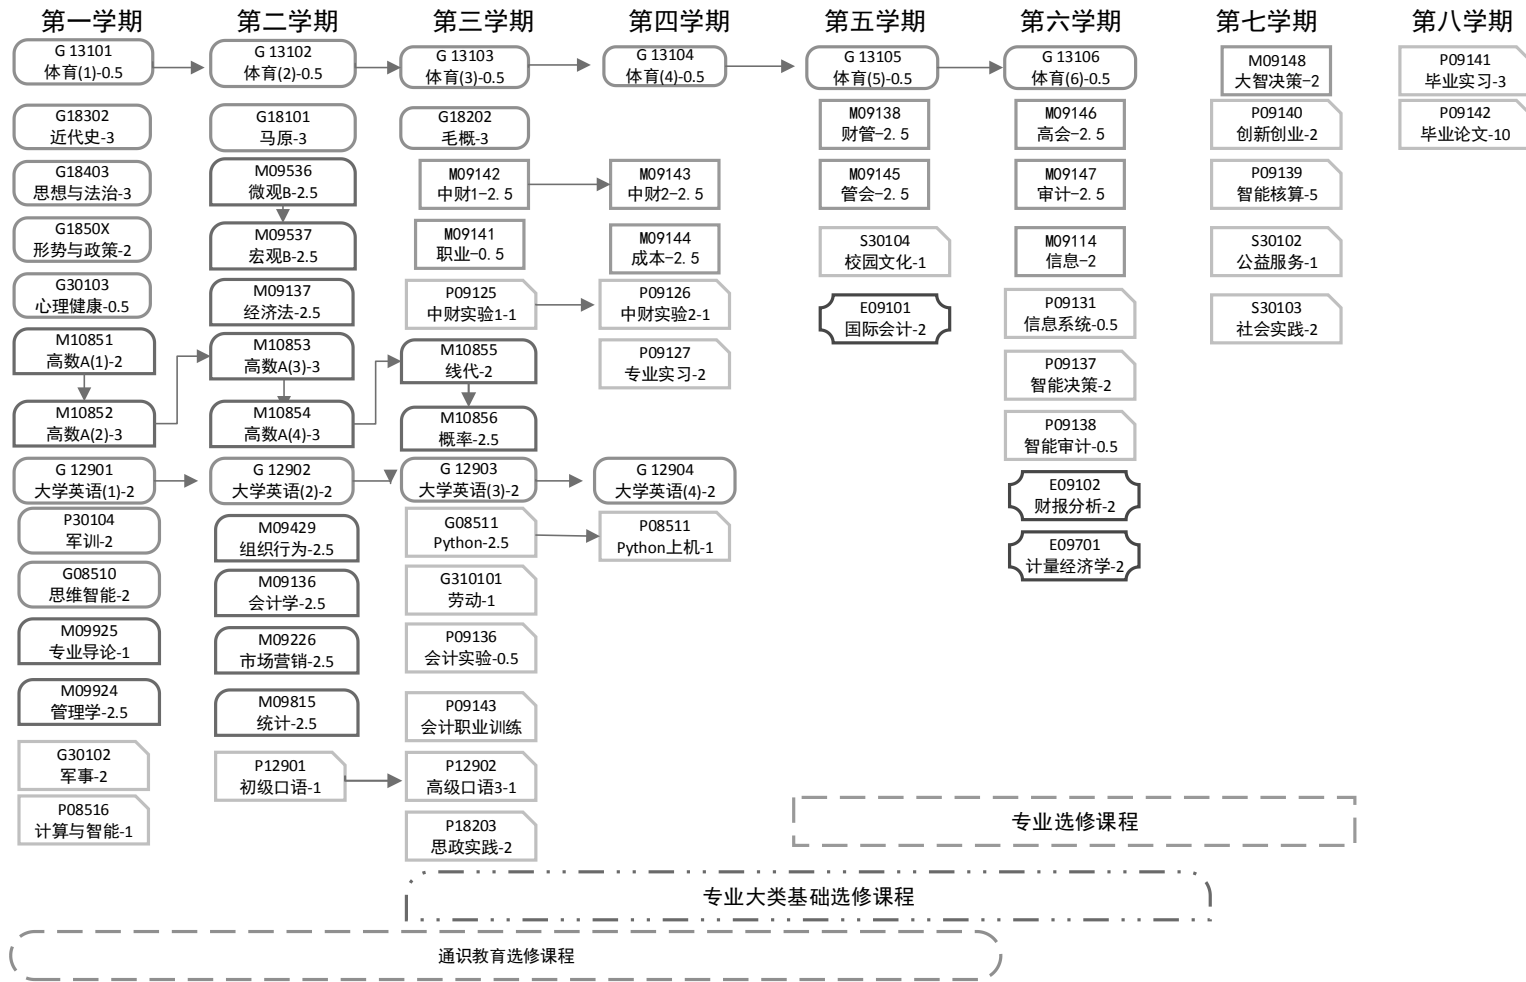 第一学期
第二学期
第三学期
第四学期
第五学期
第六学期
第七学期
第八学期
G 13101
体育(1)-0.5
G18302
近代史-3
G18403
思想与法治-3
G1850X
形势与政策-2
G30103
心理健康-0.5
M10851
高数A(1)-2
M10852
高数A(2)-3
G 12901
大学英语(1)-2
P30104
军训-2
G08510
思维智能-2
M09925
专业导论-1
M09924
管理学-2.5
G30102
军事-2
P08516
计算与智能-1
G 13102
体育(2)-0.5
G18101
马原-3
M09536
微观B-2.5
M09537
宏观B-2.5
M09137
经济法-2.5
M10853
高数A(3)-3
M10854
高数A(4)-3
G 12902
大学英语(2)-2
M09429
组织行为-2.5
M09136
会计学-2.5
M09226
市场营销-2.5
M09815
统计-2.5
P12901
初级口语-1
G 13103
体育(3)-0.5
G18202
毛概-3
M09142
中财1-2.5
M09141
职业-0.5
P09125
中财实验1-1
M10855
线代-2
M10856
概率-2.5
G 12903
大学英语(3)-2
G08511
Python-2.5
G310101
劳动-1
P09136
会计实验-0.5
P09143
会计职业训练
P12902
高级口语3-1
P18203
思政实践-2
G 13104
体育(4)-0.5
M09143
中财2-2.5
M09144
成本-2.5
P09126
中财实验2-1
P09127
专业实习-2
G 12904
大学英语(4)-2
P08511
Python上机-1
G 13105
体育(5)-0.5
M09138
财管-2.5
M09145
管会-2.5
S30104
校园文化-1
E09101
国际会计-2
G 13106
体育(6)-0.5
M09146
高会-2.5
M09147
审计-2.5
M09114
信息-2
P09131
信息系统-0.5
P09137
智能决策-2
P09138
智能审计-0.5
E09102
财报分析-2
E09701
计量经济学-2
M09148
大智决策-2
P09140
创新创业-2
P09139
智能核算-5
S30102
公益服务-1
S30103
社会实践-2
P09141
毕业实习-3
P09142
毕业论文-10
专业选修课程
专业大类基础选修课程
通识教育选修课程